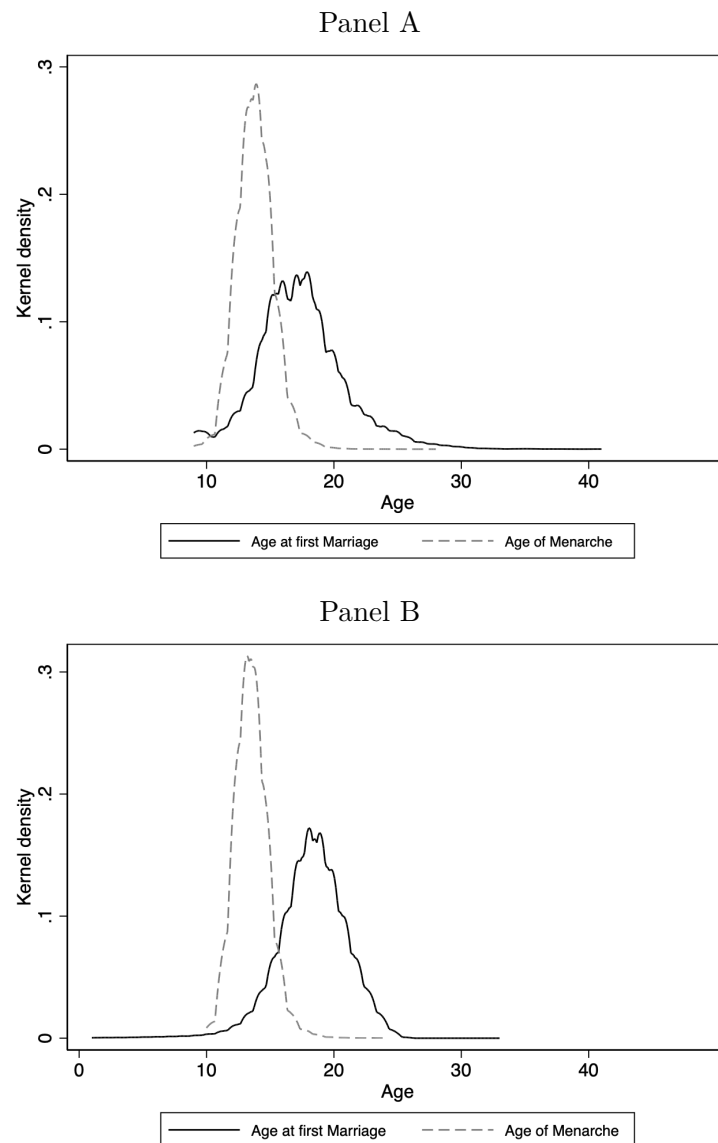 Panel A
.3
.2
.1
0
Kernel density
10 20 30 40
Age
Age at first Marriage Age of Menarche
Panel B
.3
.2
.1
0
Kernel density
0 10 20 30 40
Age
Age at first Marriage Age of Menarche